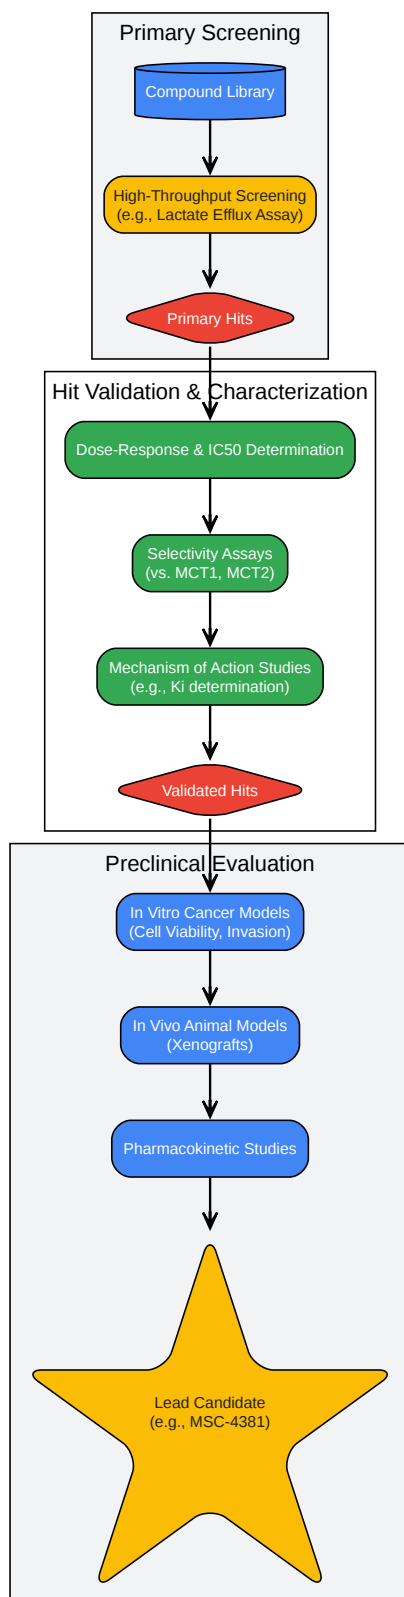 Primary Screening
Compound Library
High-Throughput Screening
(e.g., Lactate Efflux Assay)
Primary Hits
Hit Validation & Characterization
Dose-Response & IC50 Determination
Selectivity Assays
(vs. MCT1, MCT2)
Mechanism of Action Studies
(e.g., Ki determination)
Validated Hits
Preclinical Evaluation
In Vitro Cancer Models
(Cell Viability, Invasion)
In Vivo Animal Models
(Xenografts)
Pharmacokinetic Studies
Lead Candidate
(e.g., MSC-4381)